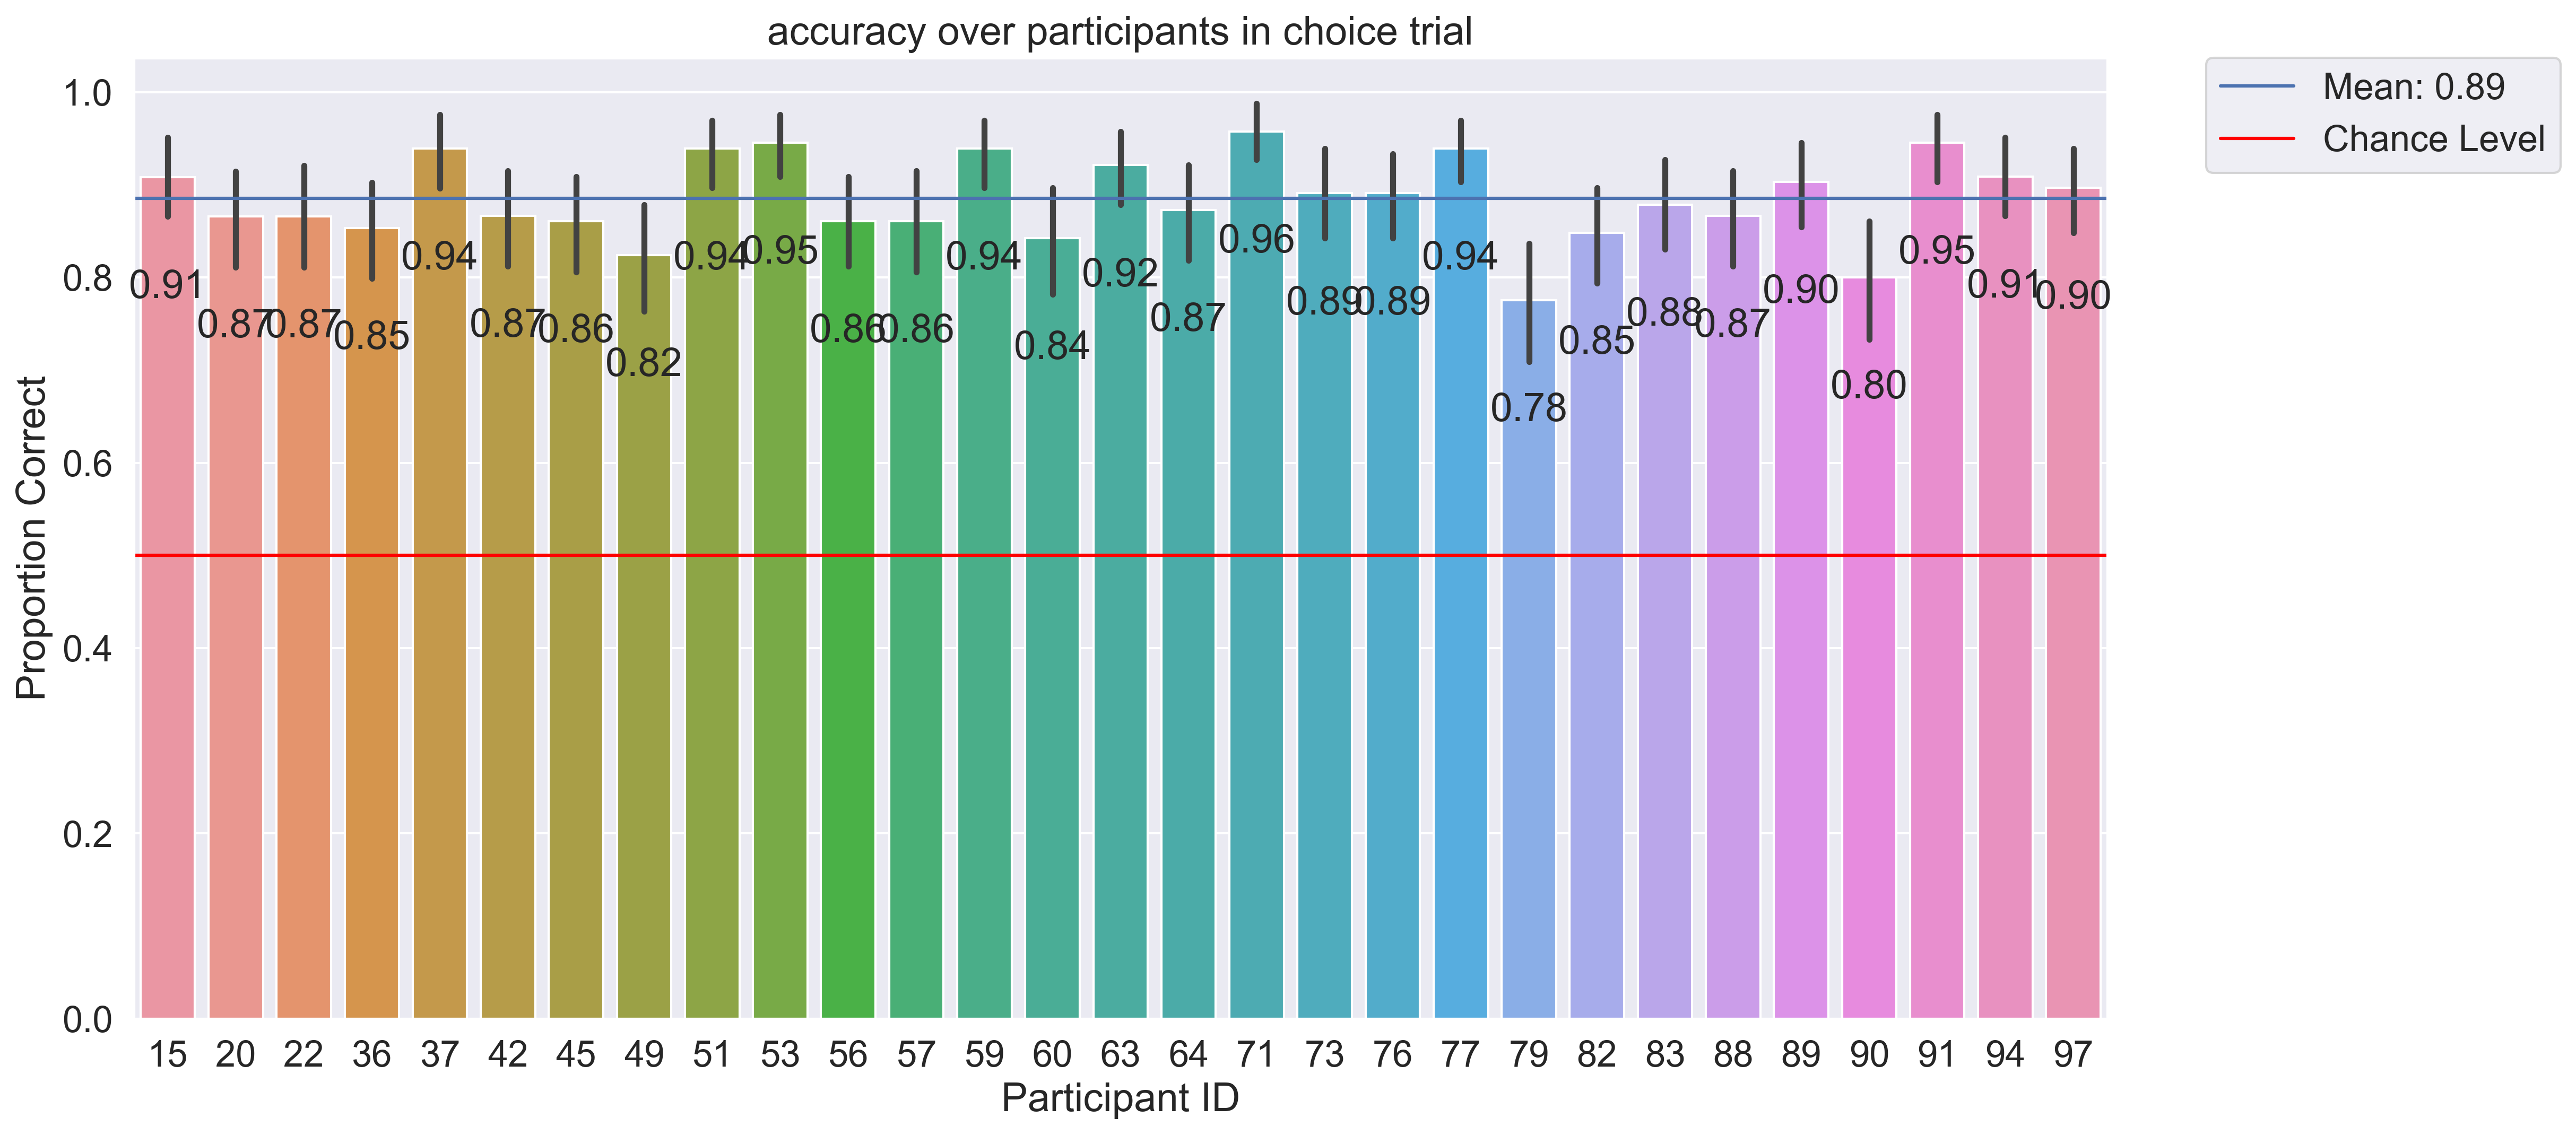 accuracy over participants in choice trial
Mean: 0.89
Chance Level
Proportion Correct
1.0
0.8
0.6
0.4
0.2
0.0
0.91 0.87 0.87 0.85 0.94 0.87 0.86 0.82 0.94 0.95 0.86 0.86 0.94 0.84 0.92 0.87 0.96 0.89 0.89 0.94 0.78 0.85 0.88 0.87 0.90 0.80 0.95 0.91 0.90
15 20 22 36 37 42 45 49 51 53 56 57 59 60 63 64 71 73 76 77 79 82 83 88 89 90 91 94 97
Participant ID